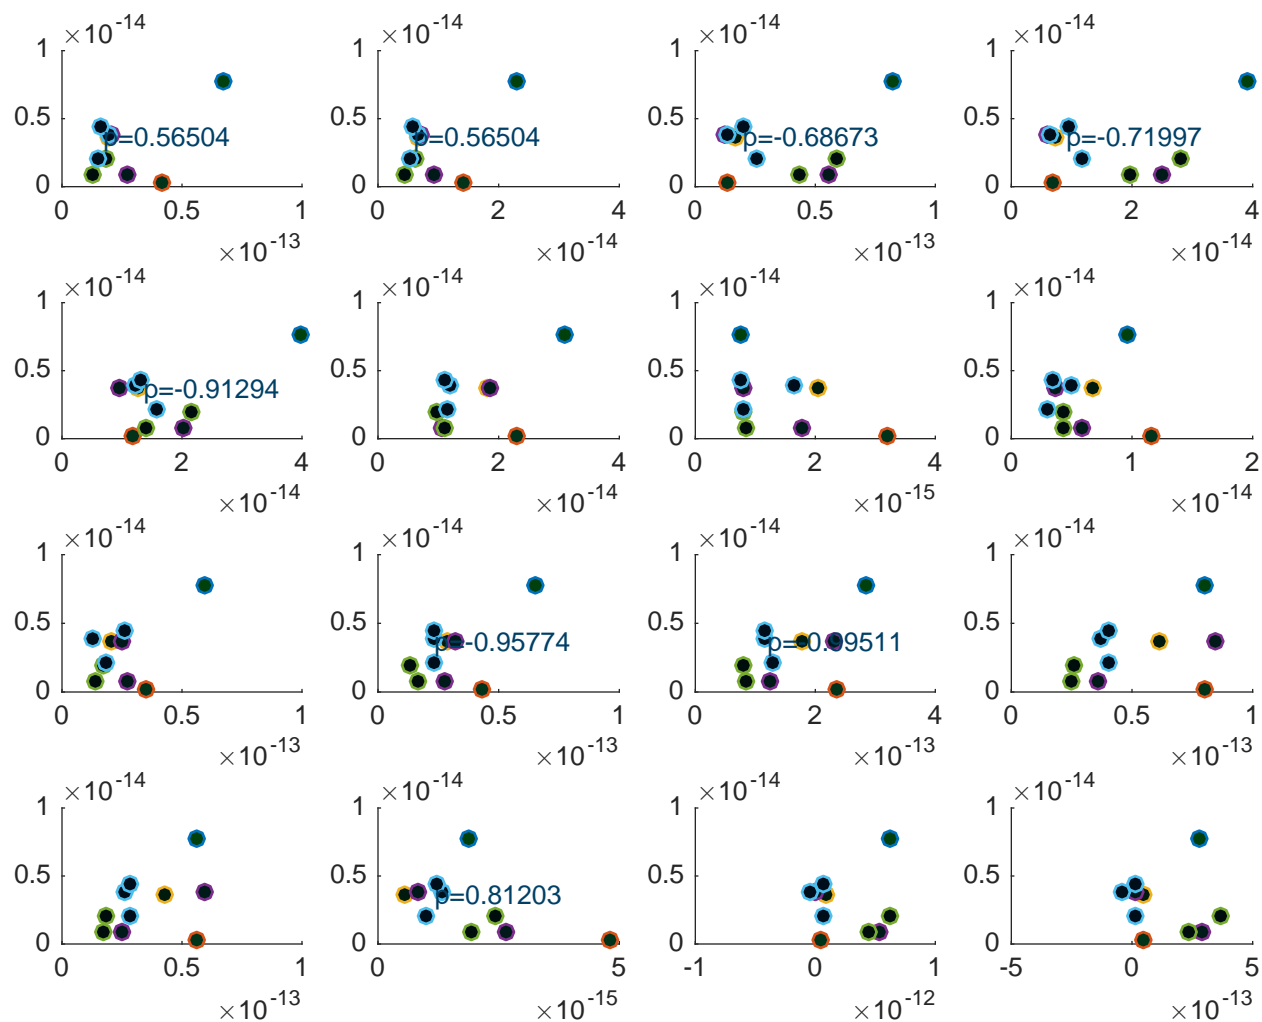 ×10-14 ×10-14 ×10-14 ×10-14
1 1 1 1
0.5 p=0.56504 0.5 p=0.56504 0.5 p=-0.68673 0.5 p=-0.71997
0 0 0 0
0 0.5 1 0 2 4 0 0.5 1 0 2 4
×10-13 ×10-14 ×10-13 ×10-14
×10-14 ×10-14 ×10-14 ×10-14
1 1 1 1
0.5 p=-0.91294 0.5 0.5 0.5
0 0 0 0
0 2 4 0 2 4 0 2 4 0 1 2
×10-14 ×10-14 ×10-15 ×10-14
×10-14 ×10-14 ×10-14 ×10-14
1 1 1 1
0.5 0.5 p=-0.95774 0.5 p=-0.99511 0.5
0 0 0 0
0 0.5 1 0 0.5 1 0 2 4 0 0.5 1
×10-13 ×10-13 ×10-13 ×10-13
×10-14 ×10-14 ×10-14 ×10-14
1 1 1 1
0.5 0.5 p=0.81203 0.5 0.5
0 0 0 0
0 0.5 1 0 5 -1 0 1 -5 0 5
×10-13 ×10-15 ×10-12 ×10-13